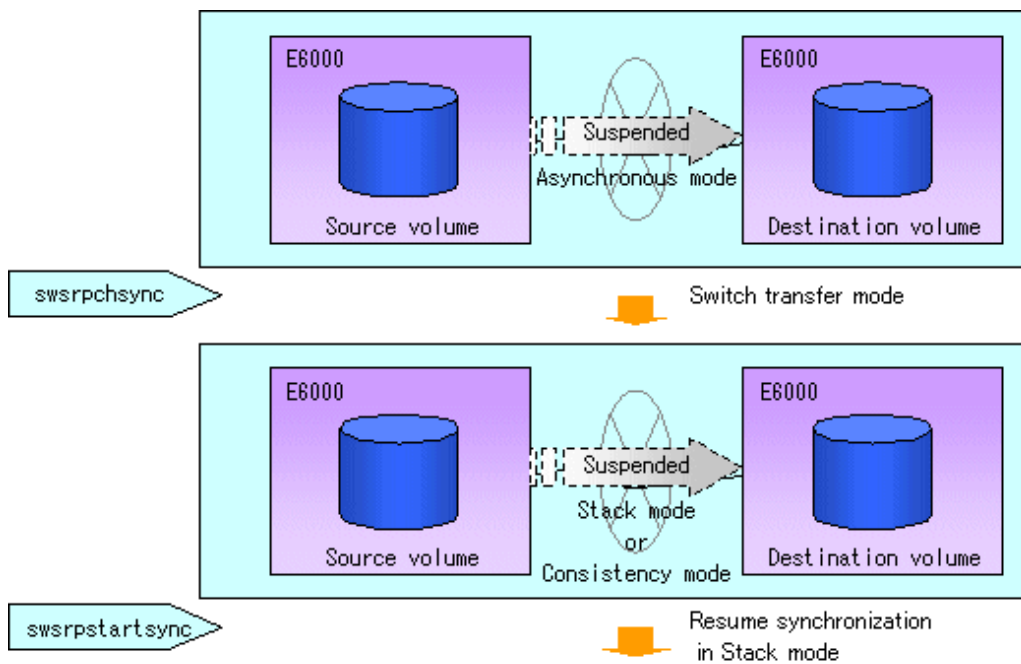 E6000
E6000
Suspended
Asynchronous mode
Source volume
Destination volume
swsrpchsync
Switch transfer mode
E6000
E6000
Suspended
Stack mode
or
Consistency mode
Source volume
Destination volume
swsrpstartsync
Resume synchronization
in Stack mode